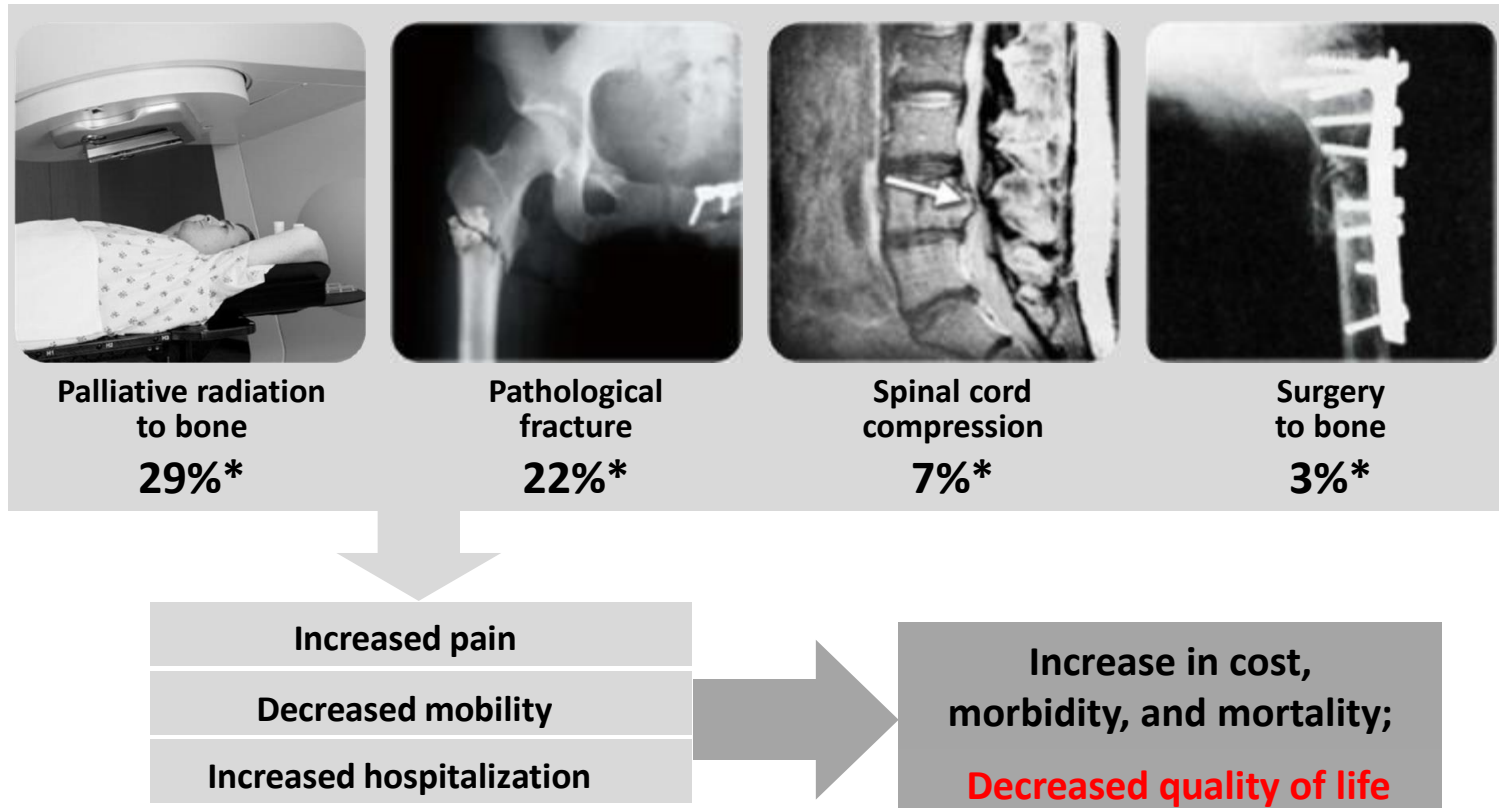 Palliative radiation
to bone
29%*
Pathological
fracture
22%*
Spinal cord
compression
7%*
Surgery
to bone
3%*
Increased pain
Decreased mobility
Increased hospitalization
Increase in cost,
morbidity, and mortality;
Decreased quality of life